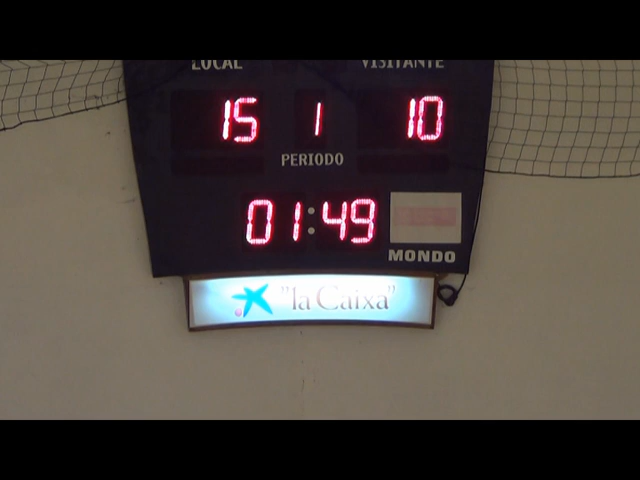 LOCAL VISITANTE
15 1 10
PERIODO
01:49
MONDO
"la Caixa"